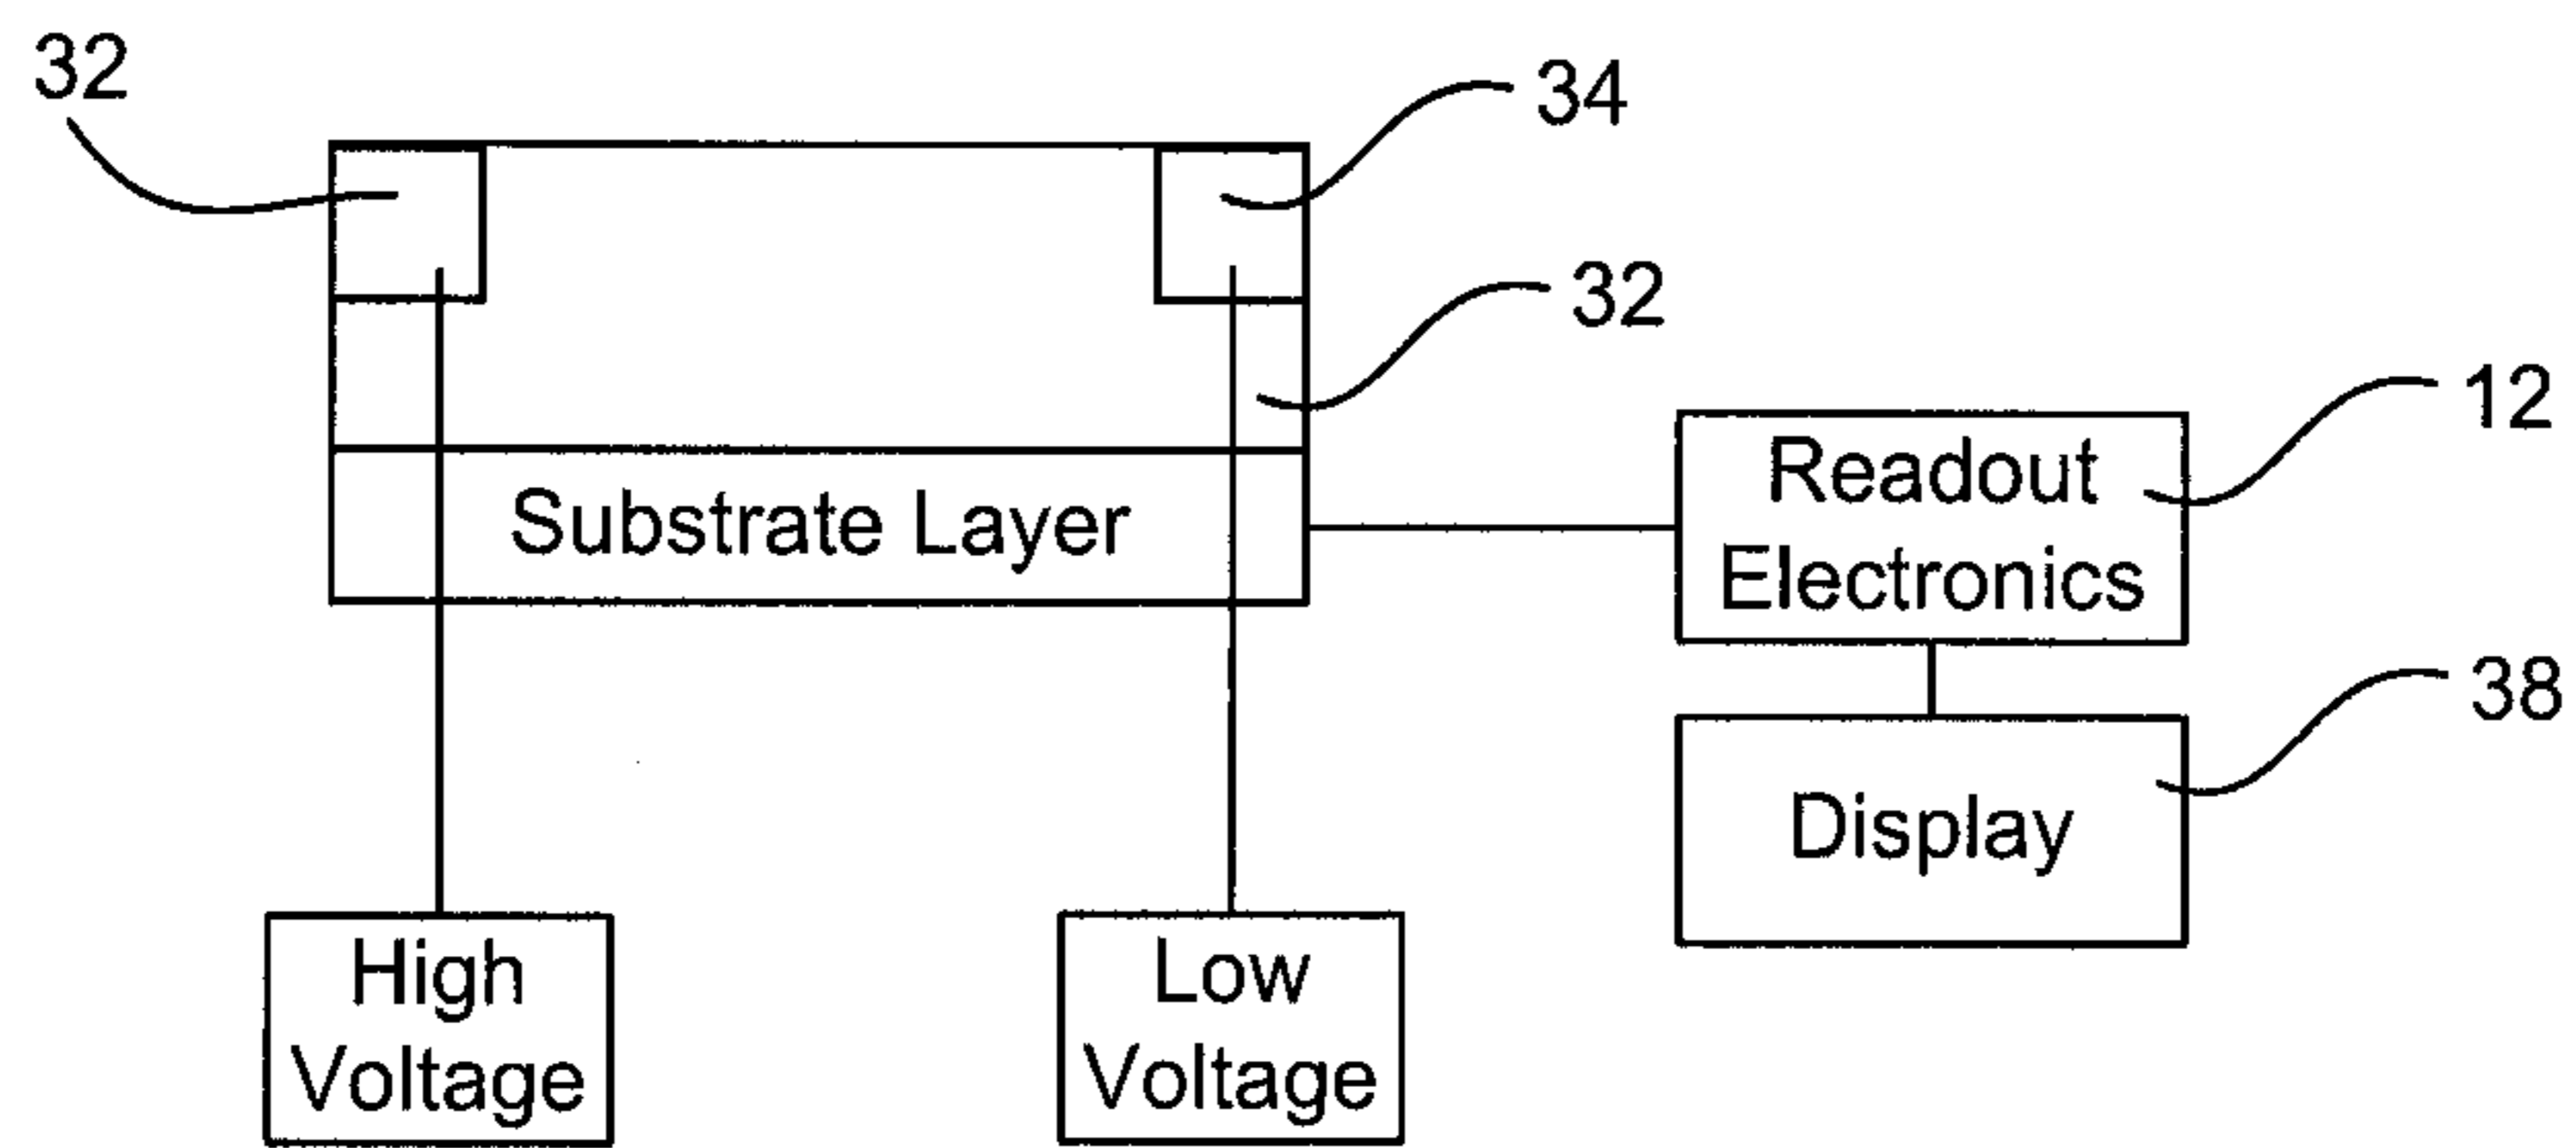 32
34
32
12
Readout
Electronics
Substrate Layer
38
Display
High
Voltage
Low
Voltage